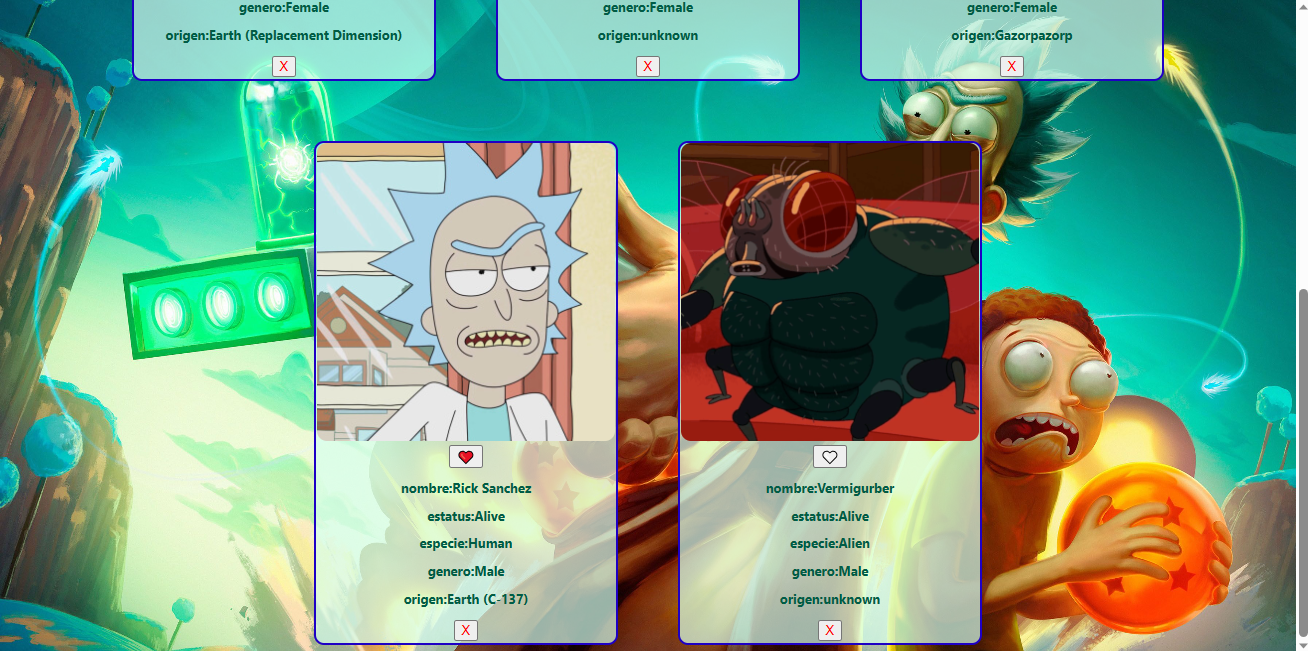 genero:Female
genero:Female
genero:Female
origen:Earth (Replacement Dimension)
origen:unknown
origen:Gazorpazorp
X
X
X
nombre:Rick Sanchez
estatus:Alive
especie:Human
genero:Male
origen:Earth (C-137)
X
nombre:Vermigurber
estatus:Alive
especie:Alien
genero:Male
origen:unknown
X